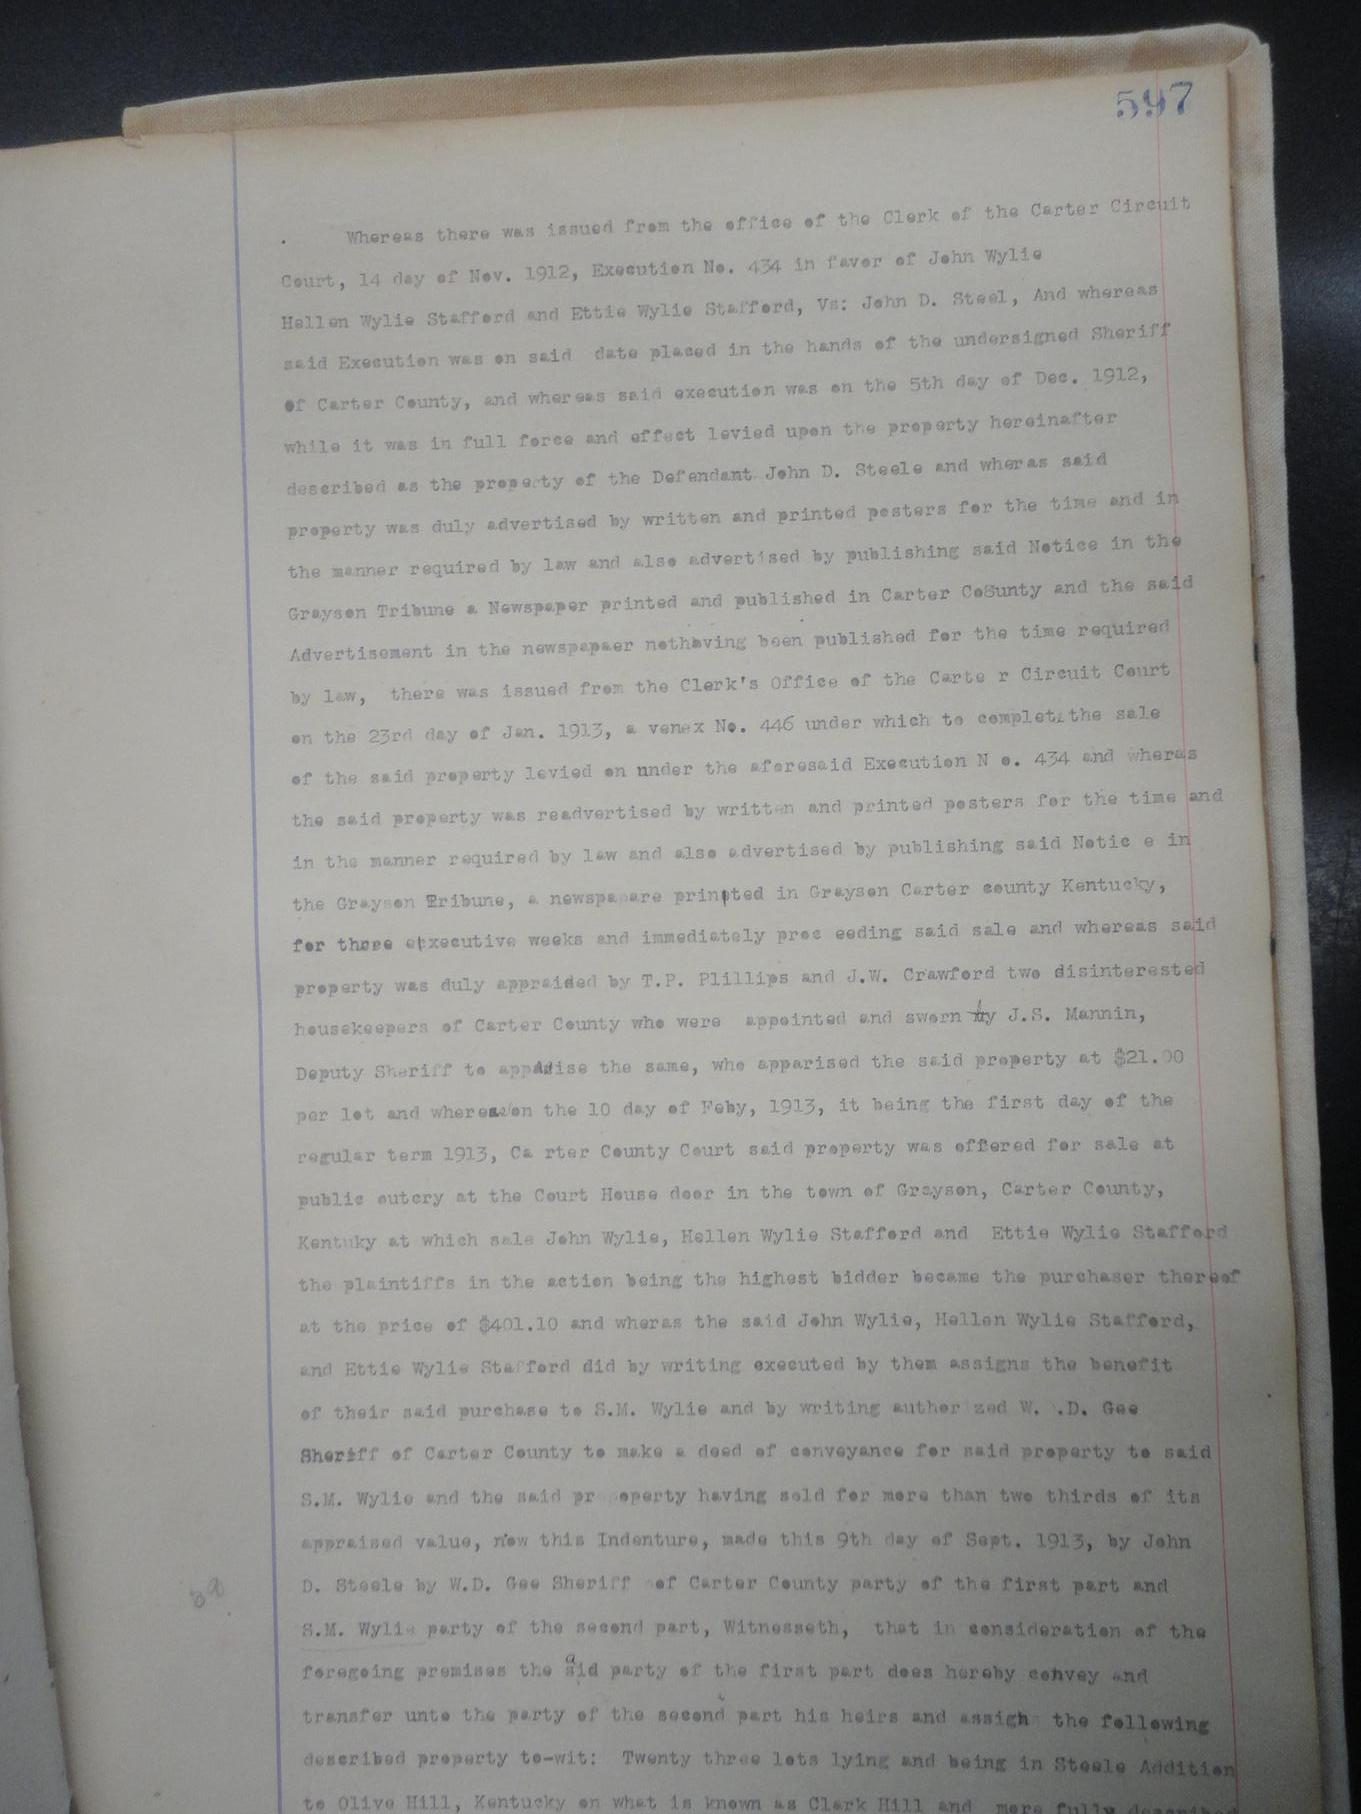 597
Whereas there was issued from the office of the Clerk of the Carter Circuit
Court, 14 day of Nov. 1912, Execution No. 434 in favor of John Wylie
Hellen Wylie Stafford and Ettie Wylie Stafford, Vs: John D. Steel, And whereas
said Execution was on said date placed in the hands of the undersigned Sheriff
of Carter County, and whereas said execution was on the 5th day of Dec. 1912,
while it was in full force and effect levied upon the property hereinafter
described as the property of the Defendant John D. Steele and wheras said
property was duly advertised by written and printed posters for the time and in
the manner required by law and also advertised by publishing said Notice in the
Grayson Tribune a Newspaper printed and published in Carter CoSunty and the said
Advertisement in the newspapaer nothaving been published for the time required
by law, there was issued from the Clerk's Office of the Carte r Circuit Court
on the 23rd day of Jan. 1913, a venex No. 446 under which to complete the sale
of the said property levied on under the aforesaid Execution N o. 434 and wheras
the said property was readvertised by written and printed posters for the time and
in the manner required by law and also advertised by publishing said Notic e in
the Grayson Tribune, a newspapare prinpted in Grayson Carter county Kentucky,
for three executive weeks and immediately prec eeding said sale and whereas said
property was duly appraided by T.P. Plillips and J.W. Crawford two disinterested
housekeepers of Carter County who were appointed and sworn by J.S. Mannin,
Deputy Sheriff to appraise the same, who apparised the said property at $21.00
per lot and whereas on the 10 day of Feby, 1913, it being the first day of the
regular term 1913, Ca rter County Court said property was offered for sale at
public outcry at the Court House door in the town of Grayson, Carter County,
Kentuky at which sale John Wylie, Hellen Wylie Stafford and Ettie Wylie Stafford
the plaintiffs in the action being the highest bidder became the purchaser thereof
at the price of $401.10 and wheras the said John Wylie, Hellen Wylie Stafford,
and Ettie Wylie Stafford did by writing executed by them assigns the benefit
of their said purchase to S.M. Wylie and by writing authorized W. .D. Gee
Sheriff of Carter County to make a deed of conveyance for said property to said
S.M. Wylie and the said pr operty having sold for more than two thirds of its
appraised value, now this Indenture, made this 9th day of Sept. 1913, by John
D. Steele by W.D. Gee Sheriff of Carter County party of the first part and
38
S.M. Wylie party of the second part, Witnesseth, that in consideration of the
foregoing premises the said party of the first part does hereby convey and
transfer unto the party of the second part his heirs and assigh the following
described property to-wit: Twenty three lots lying and being in Steele Addition
to Olive Hill, Kentucky on what is known as Clark Hill and more fully described